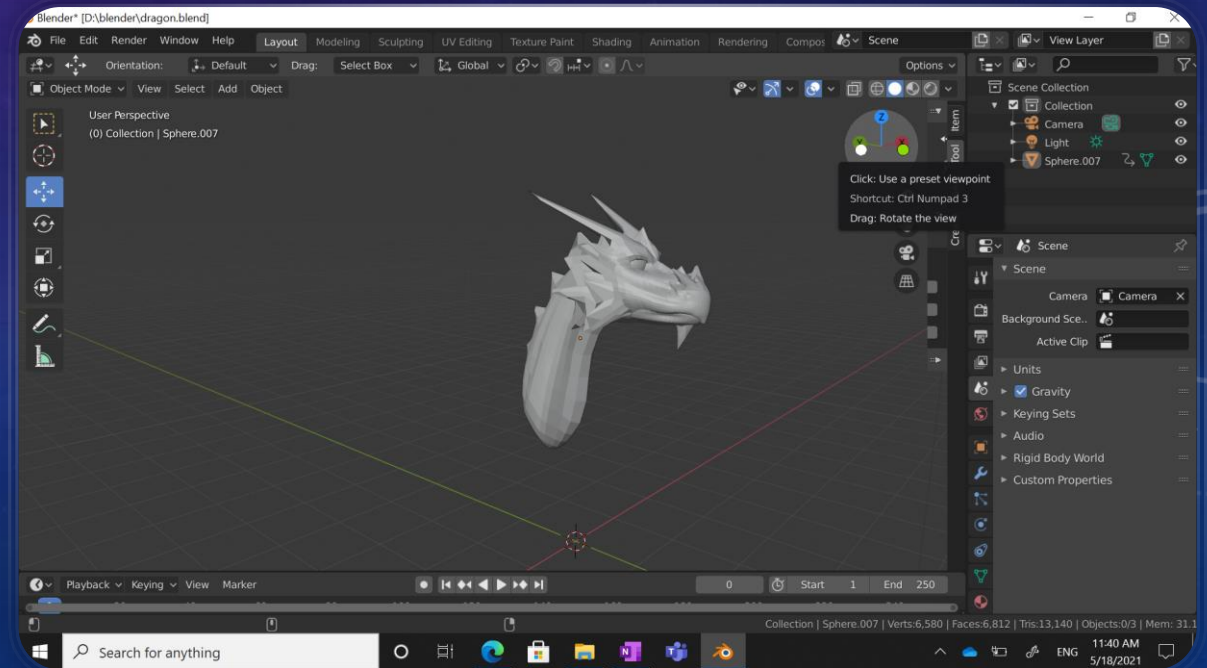 Blender* [D:\blender\dragon.blend]
File Edit Render Window Help Layout Modeling Sculpting UV Editing Texture Paint Shading Animation Rendering Compos Scene View Layer
Orientation: Default Drag: Select Box Global Options
Object Mode View Select Add Object
User Perspective
(0) Collection | Sphere.007
Z
Item
Tool
Click: Use a preset viewpoint
Shortcut: Ctrl Numpad 3
Drag: Rotate the view
Cre
Scene Collection
Collection
Camera
Light
Sphere.007
Scene
Scene
Camera Camera
Background Sce..
Active Clip
Units
Gravity
Keying Sets
Audio
Rigid Body World
Custom Properties
Playback Keying View Marker 0 Start 1 End 250
Collection | Sphere.007 | Verts:6,580 | Faces:6,812 | Tris:13,140 | Objects:0/3 | Mem: 31.1
Search for anything
ENG
11:40 AM
5/18/2021